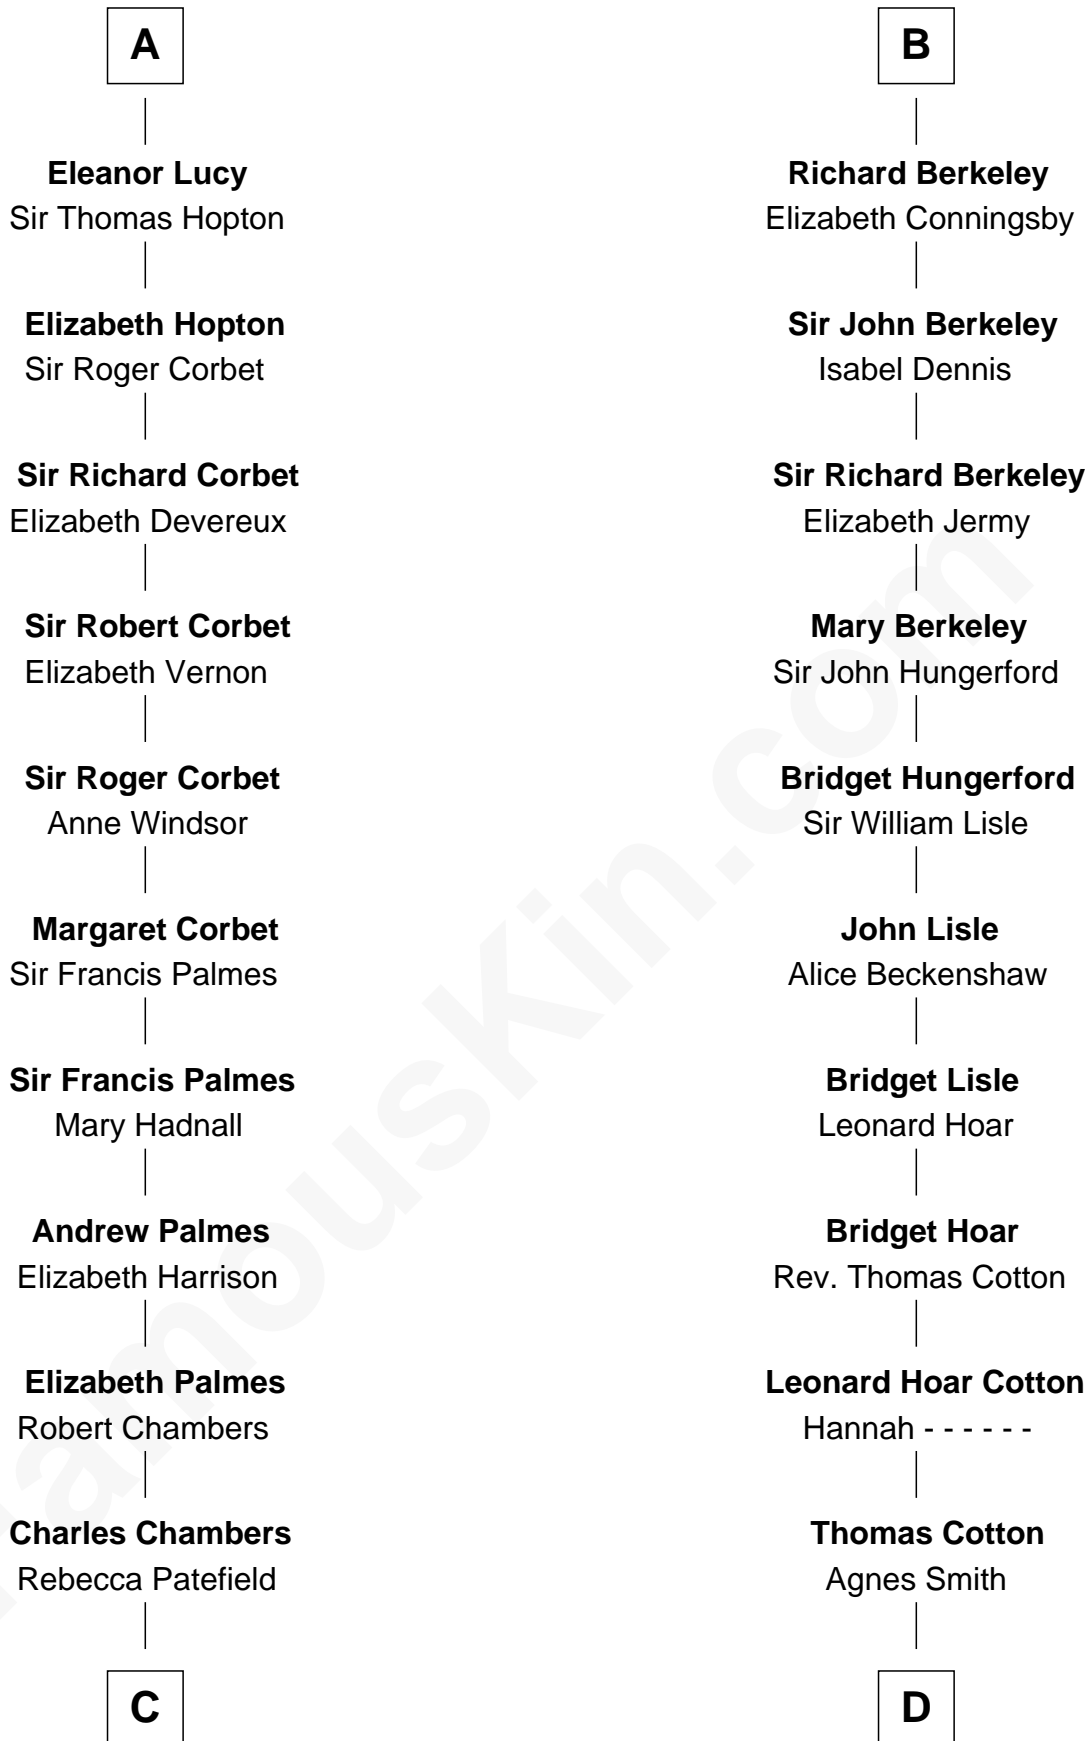 A
Eleanor Lucy
Sir Thomas Hopton
Elizabeth Hopton
Sir Roger Corbet
Sir Richard Corbet
Elizabeth Devereux
Sir Robert Corbet
Elizabeth Vernon
Sir Roger Corbet
Anne Windsor
Margaret Corbet
Sir Francis Palmes
Sir Francis Palmes
Mary Hadnall
Andrew Palmes
Elizabeth Harrison
Elizabeth Palmes
Robert Chambers
Charles Chambers
Rebecca Patefield
C
B
Richard Berkeley
Elizabeth Conningsby
Sir John Berkeley
Isabel Dennis
Sir Richard Berkeley
Elizabeth Jermy
Mary Berkeley
Sir John Hungerford
Bridget Hungerford
Sir William Lisle
John Lisle
Alice Beckenshaw
Bridget Lisle
Leonard Hoar
Bridget Hoar
Rev. Thomas Cotton
Leonard Hoar Cotton
Hannah - - - - - -
Thomas Cotton
Agnes Smith
D
FamousKin.com